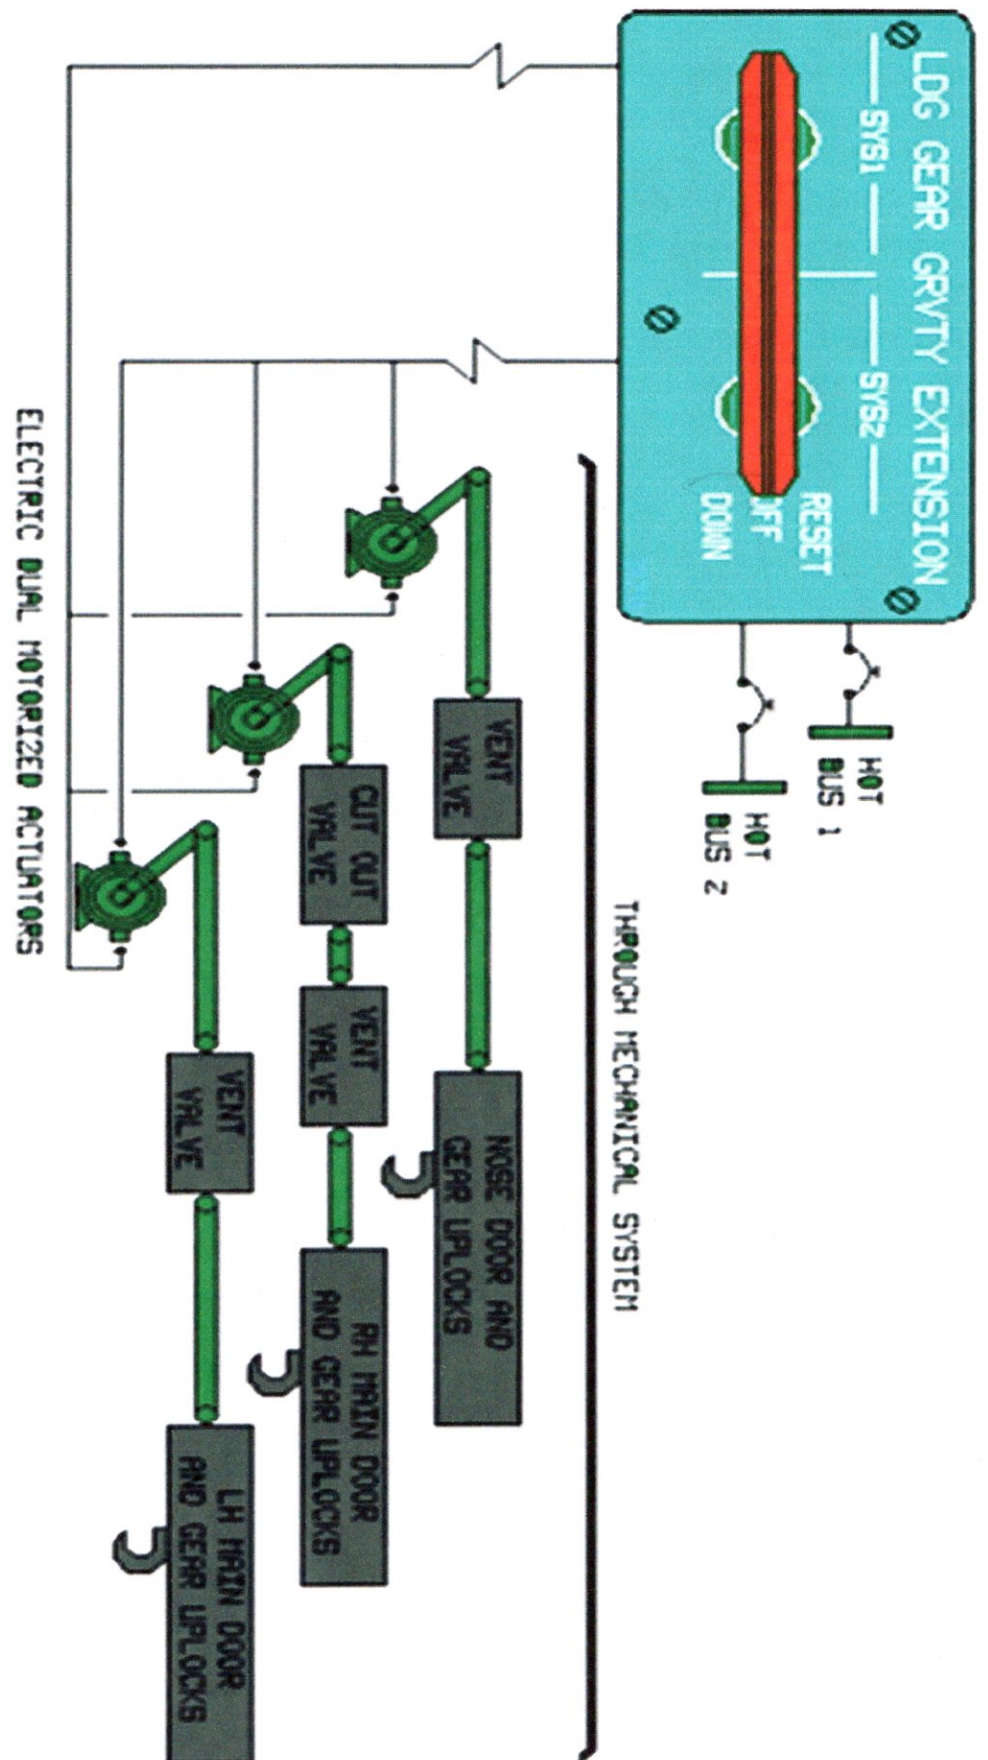 LDG GEAR GRVTY EXTENSION
SYS1
SYS2
RESET
OFF
DOWN
HOT
BUS 1
HOT
BUS 2
THROUGH MECHANICAL SYSTEM
VENT
VALVE
NOSE DOOR AND
GEAR UPLOCKS
CUT OUT
VALVE
VENT
VALVE
RH MAIN DOOR
AND GEAR UPLOCKS
VENT
VALVE
LH MAIN DOOR
AND GEAR UPLOCKS
ELECTRIC DUAL MOTORIZED ACTUATORS